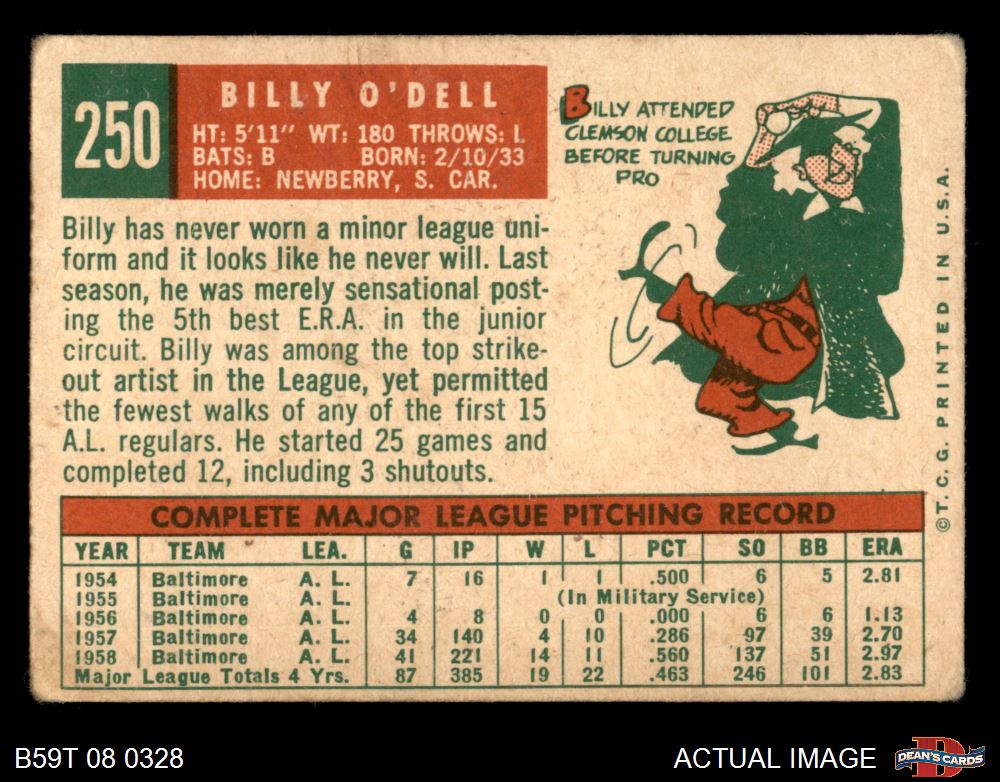 250
BILLY O'DELL
HT: 5'11" WT: 180 THROWS: L
BATS: B BORN: 2/10/33
HOME: NEWBERRY, S. CAR.
BILLY ATTENDED
CLEMSON COLLEGE
BEFORE TURNING
PRO
Billy has never worn a minor league uni-
form and it looks like he never will. Last
season, he was merely sensational post-
ing the 5th best E.R.A. in the junior
circuit. Billy was among the top strike-
out artist in the League, yet permitted
the fewest walks of any of the first 15
A.L. regulars. He started 25 games and
completed 12, including 3 shutouts.
©T.C.G. PRINTED IN U.S.A.
COMPLETE MAJOR LEAGUE PITCHING RECORD
YEAR TEAM LEA. G IP W L PCT SO BB ERA
1954 Baltimore A. L. 7 16 1 1 .500 6 5 2.81
1955 Baltimore A. L. (In Military Service)
1956 Baltimore A. L. 4 8 0 0 .000 6 6 1.13
1957 Baltimore A. L. 34 140 4 10 .286 97 39 2.70
1958 Baltimore A. L. 41 221 14 11 .560 137 51 2.97
Major League Totals 4 Yrs. 87 385 19 22 .463 246 101 2.83
B59T 08 0328
ACTUAL IMAGE
D
DEAN'S CARDS